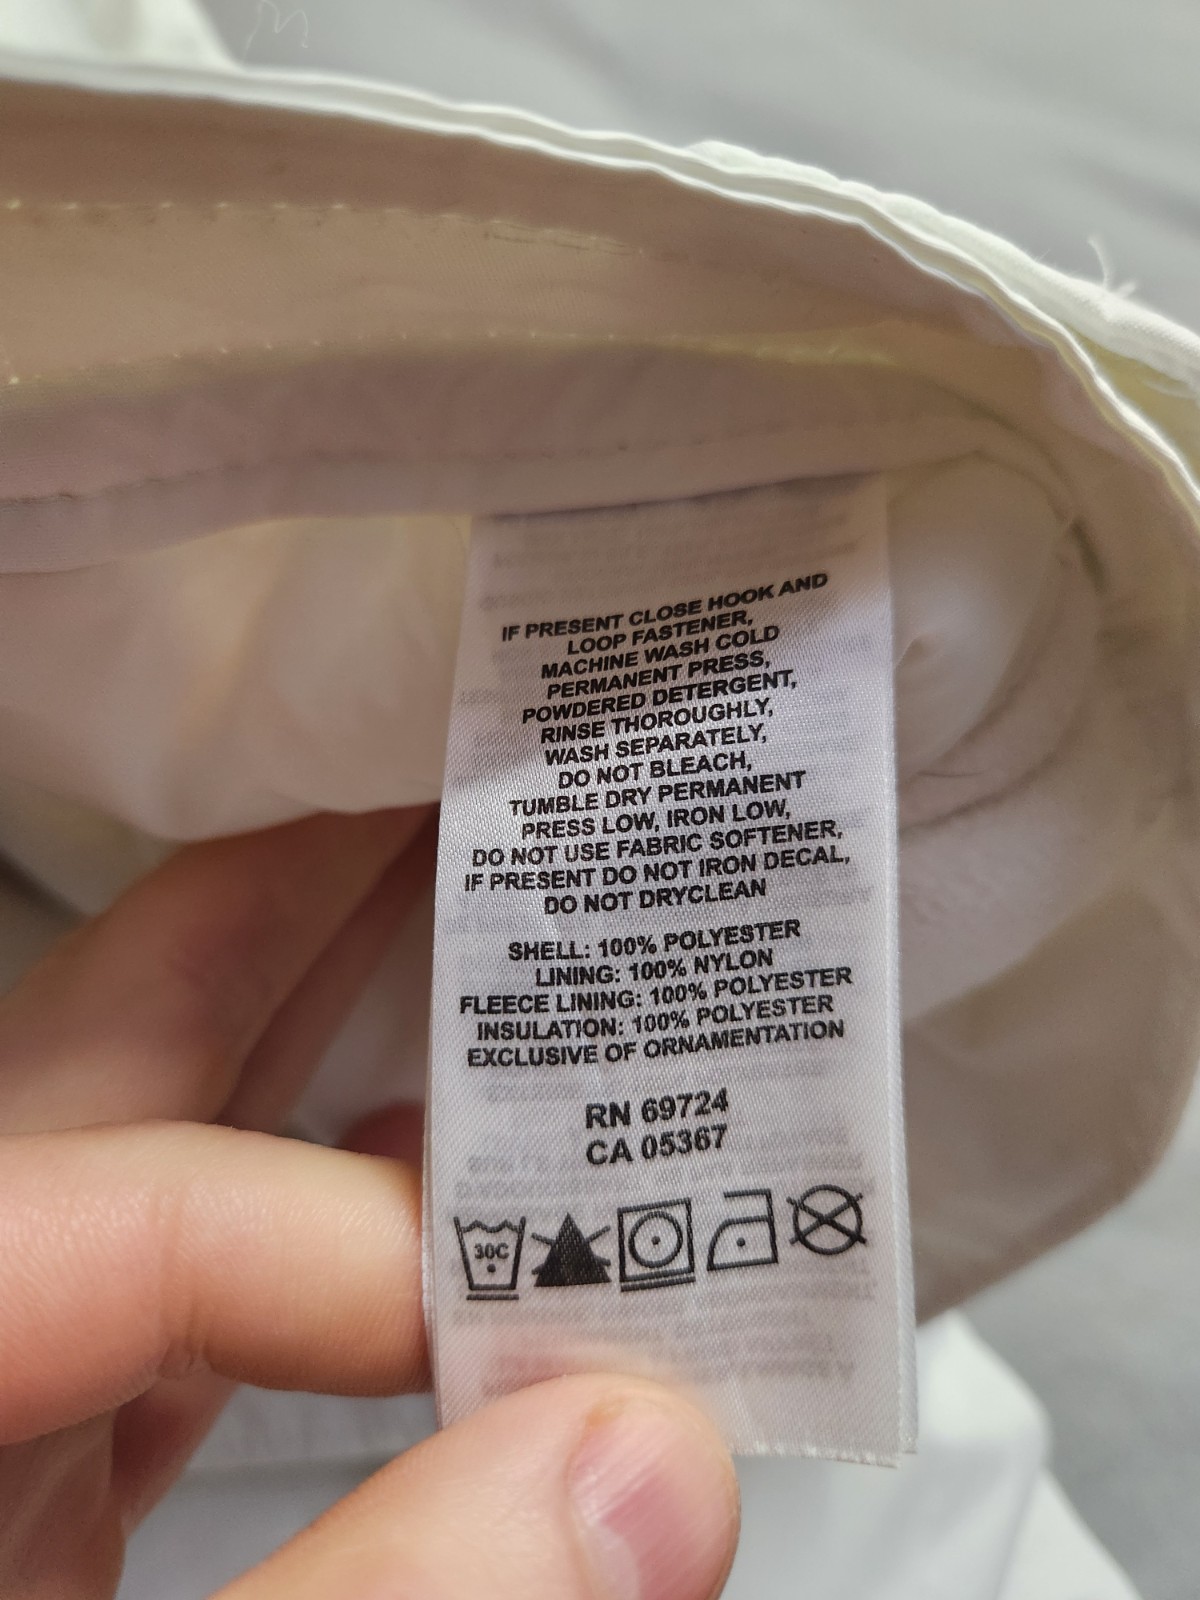 IF PRESENT CLOSE HOOK AND
LOOP FASTENER,
MACHINE WASH COLD
PERMANENT PRESS,
POWDERED DETERGENT,
RINSE THOROUGHLY,
WASH SEPARATELY,
DO NOT BLEACH,
TUMBLE DRY PERMANENT
PRESS LOW, IRON LOW,
DO NOT USE FABRIC SOFTENER,
IF PRESENT DO NOT IRON DECAL,
DO NOT DRYCLEAN
SHELL: 100% POLYESTER
LINING: 100% NYLON
FLEECE LINING: 100% POLYESTER
INSULATION: 100% POLYESTER
EXCLUSIVE OF ORNAMENTATION
RN 69724
CA 05367
30C